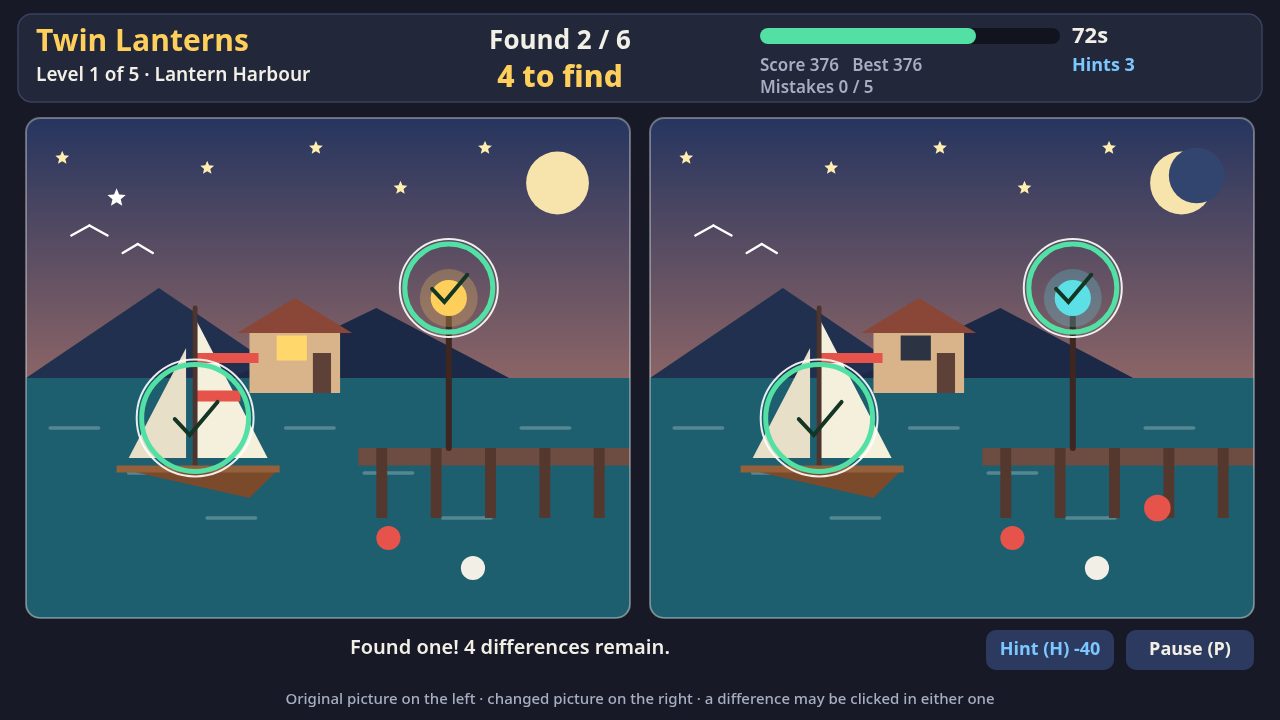 Twin Lanterns
Level 1 of 5 · Lantern Harbour
Found 2 / 6
4 to find
72s
Score 376 Best 376
Hints 3
Mistakes 0 / 5
Found one! 4 differences remain.
Hint (H) -40
Pause (P)
Original picture on the left · changed picture on the right · a difference may be clicked in either one